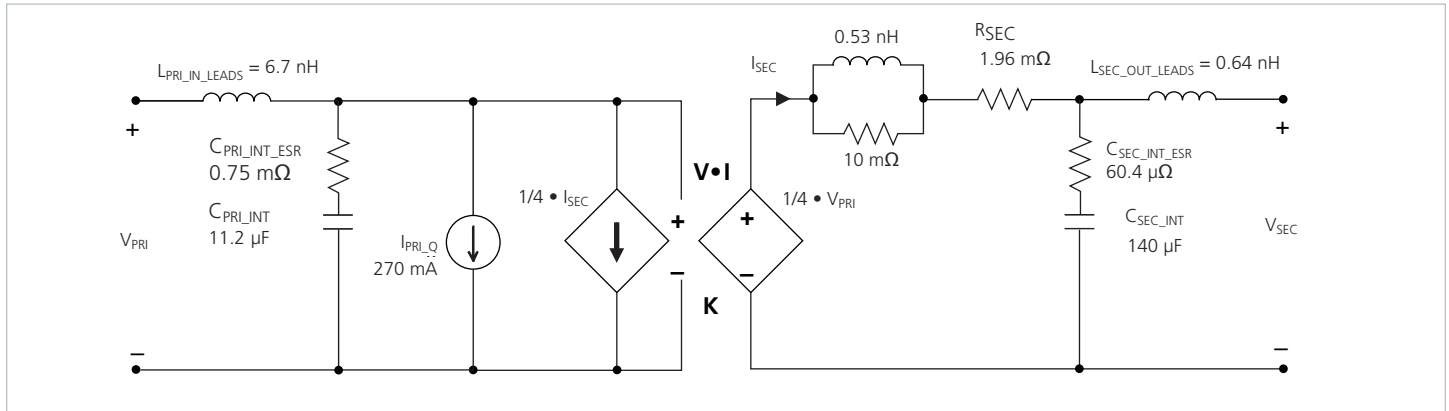 L_PRI_IN_LEADS = 6.7 nH
+
C_PRI_INT_ESR
0.75 mΩ
C_PRI_INT
11.2 µF
V_PRI
–
I_PRI_Q
270 mA
1/4 • I_SEC
V•I
+
–
K
1/4 • V_PRI
+
–
I_SEC
0.53 nH
10 mΩ
R_SEC
1.96 mΩ
L_SEC_OUT_LEADS = 0.64 nH
+
C_SEC_INT_ESR
60.4 µΩ
C_SEC_INT
140 µF
V_SEC
–